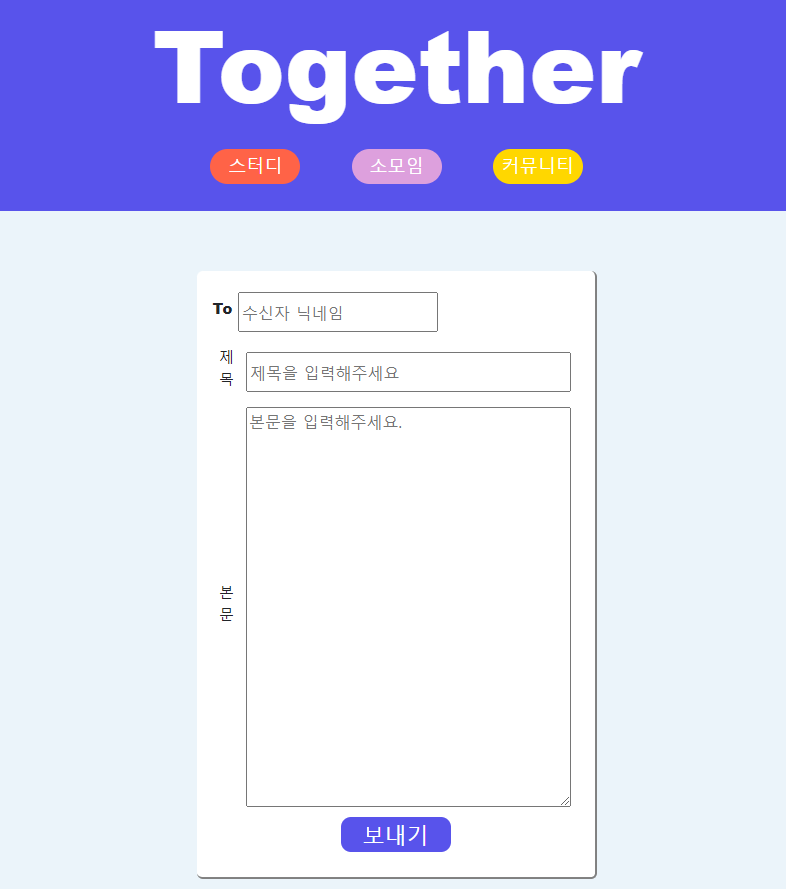 Together
스터디 소모임 커뮤니티
To 수신자 닉네임
제목 제목을 입력해주세요
본문을 입력해주세요.
본문
보내기